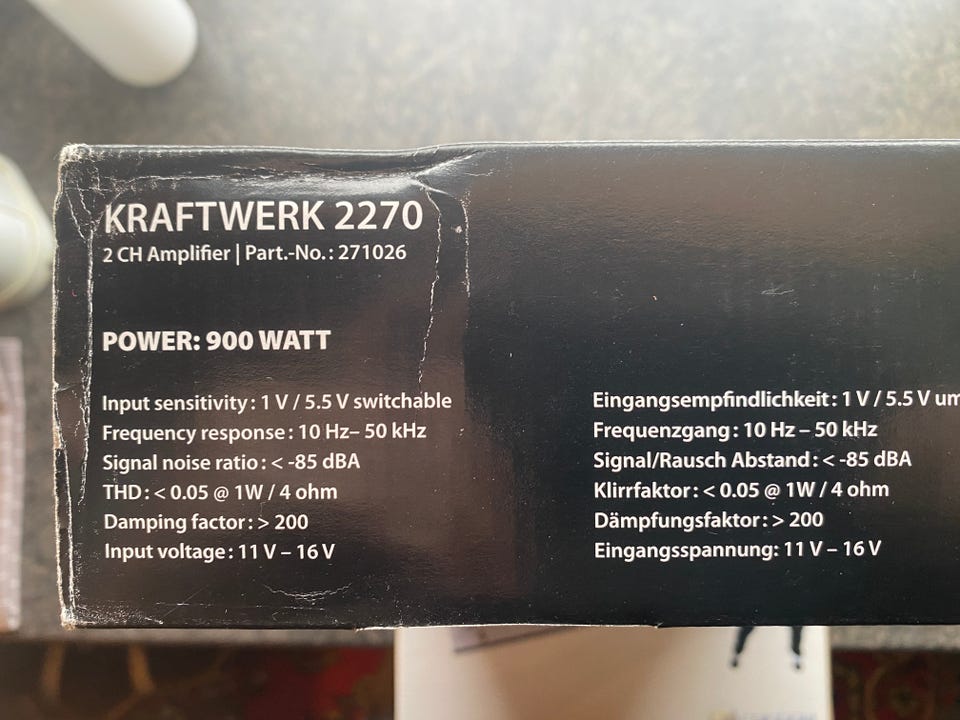 KRAFTWERK 2270
2 CH Amplifier | Part.-No.: 271026
POWER: 900 WATT
Input sensitivity: 1 V / 5.5 V switchable
Frequency response: 10 Hz– 50 kHz
Signal noise ratio: < -85 dBA
THD: < 0.05 @ 1W / 4 ohm
Damping factor: > 200
Input voltage: 11 V – 16 V
Eingangsempfindlichkeit: 1 V / 5.5 V
Frequenzgang: 10 Hz – 50 kHz
Signal/Rausch Abstand: < -85 dBA
Klirrfaktor: < 0.05 @ 1W / 4 ohm
Dämpfungsfaktor: > 200
Eingangsspannung: 11 V – 16 V